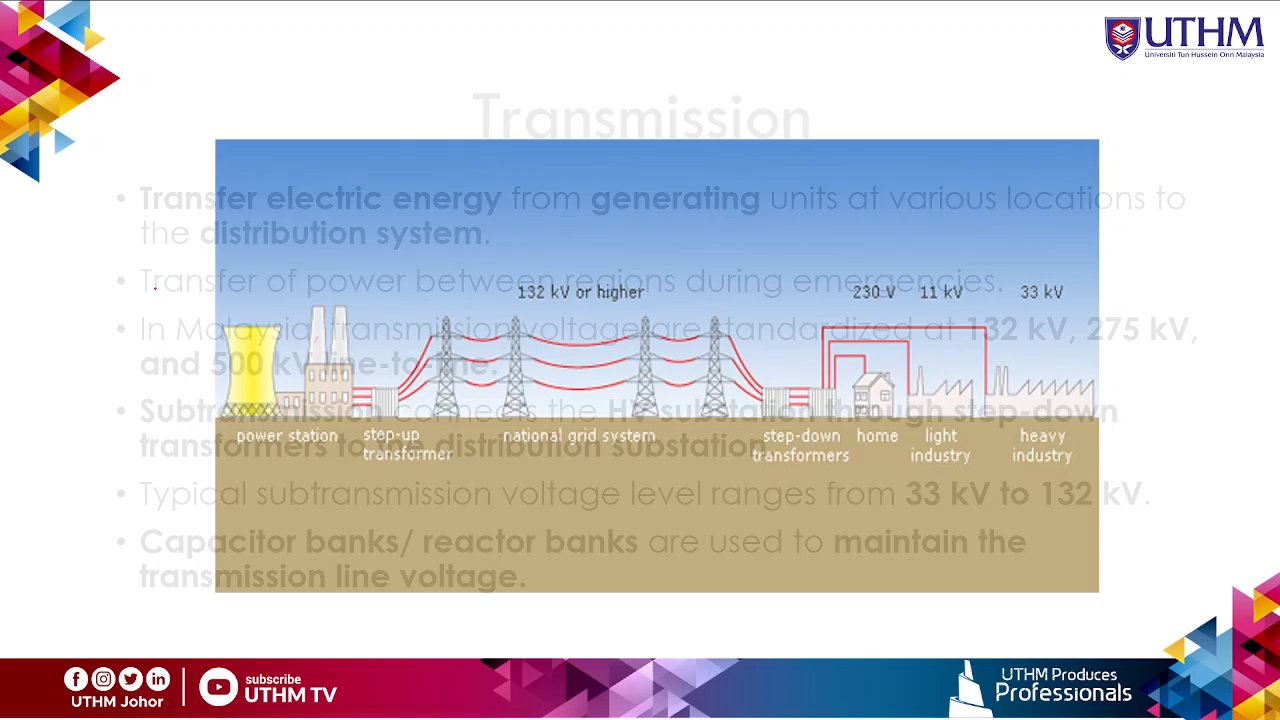 UTHM
Universiti Tun Hussein Onn Malaysia
Transmission
• Transfer electric energy from generating units at various locations to
the distribution system.
• Transfer of power between regions during emergencies.
132 kV or higher
230 V
11 kV
33 kV
• In Malaysia, transmission voltage are standardized at 132 kV, 275 kV,
and 500 kV line-to-line.
• Subtransmission connects the HV substation through step-down
transformers to the distribution substation.
power station
step-up
transformer
national grid system
step-down
transformers
home
light
industry
heavy
industry
• Typical subtransmission voltage level ranges from 33 kV to 132 kV.
• Capacitor banks/ reactor banks are used to maintain the
transmission line voltage.
UTHM Johor
subscribe
UTHM TV
UTHM Produces
Professionals